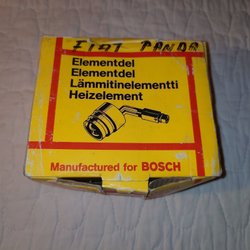 FIAT PANDA
Elementdel
Elementdel
Lämmitinelementti
Heizelement
Manufactured for BOSCH